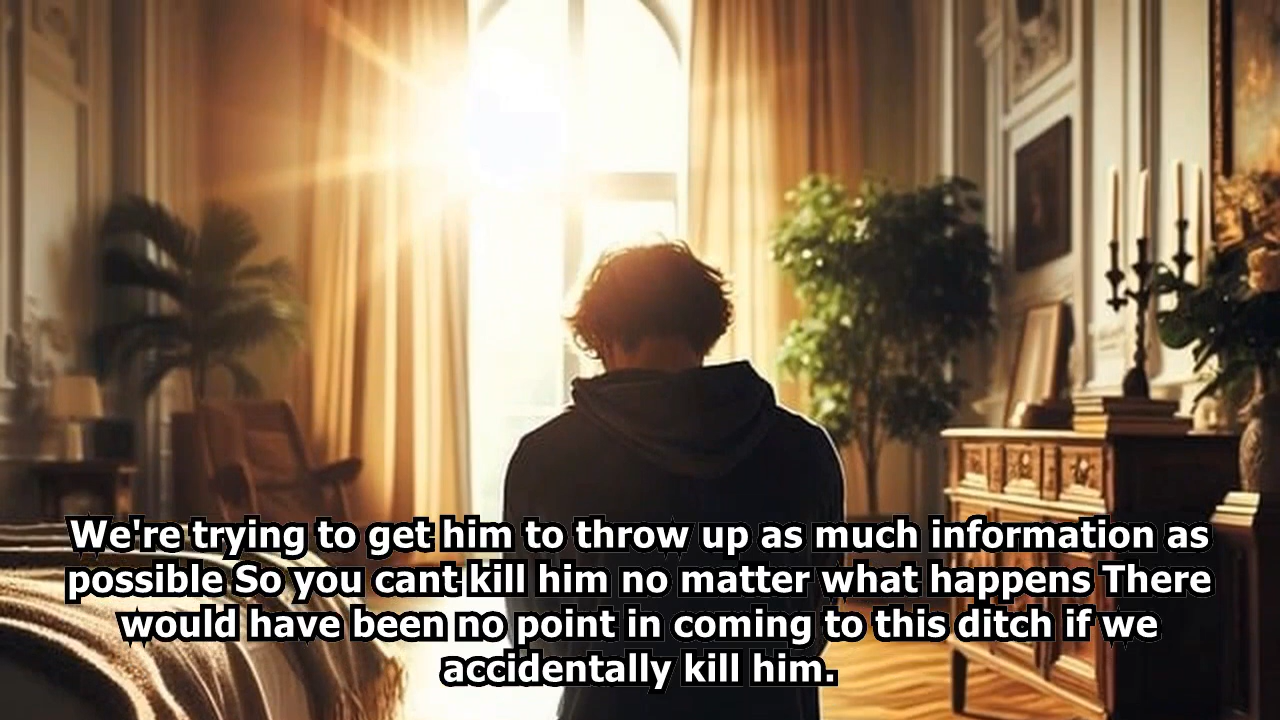 We're trying to get him to throw up as much information as
possible So you cant kill him no matter what happens There
would have been no point in coming to this ditch if we
accidentally kill him.